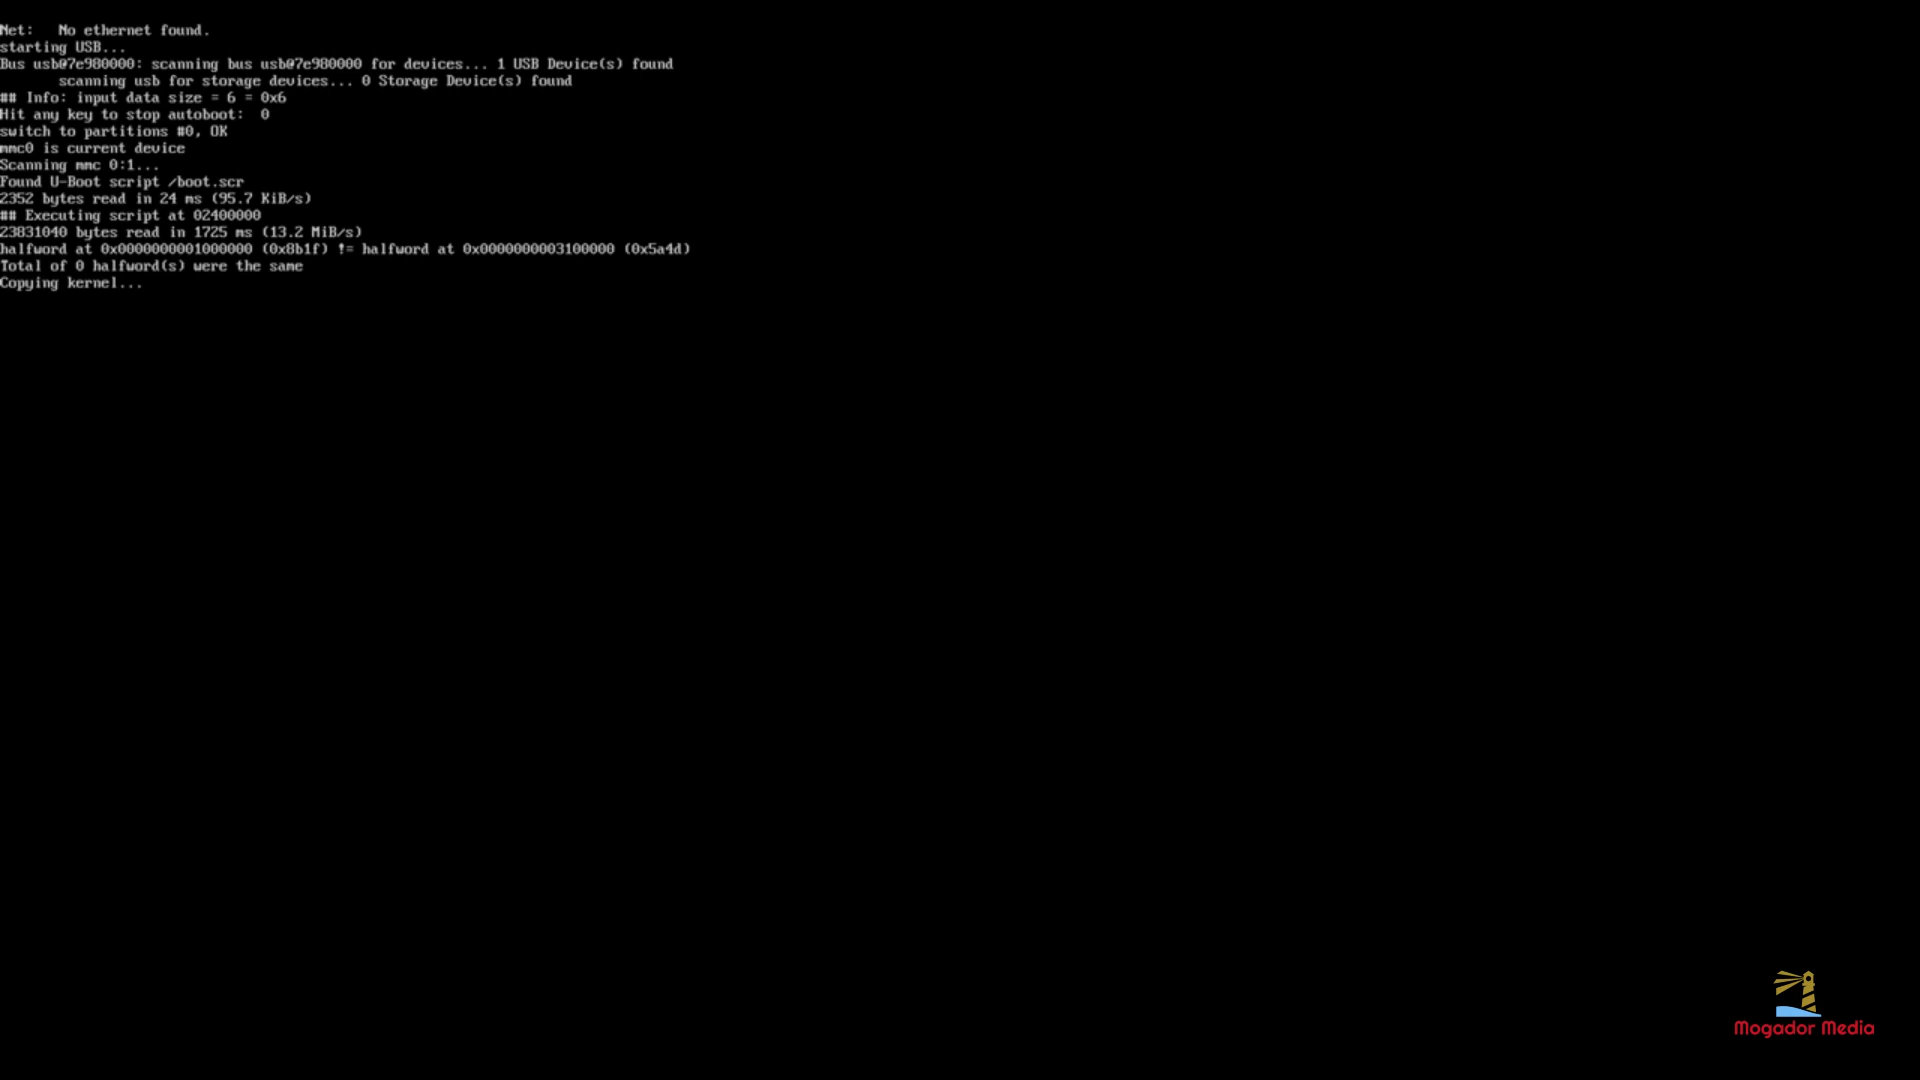 Net:   No ethernet found.
starting USB...
Bus usb@7e980000: scanning bus usb@7e980000 for devices... 1 USB Device(s) found
       scanning usb for storage devices... 0 Storage Device(s) found
## Info: input data size = 6 = 0x6
Hit any key to stop autoboot:  0
switch to partitions #0, OK
mmc0 is current device
Scanning mmc 0:1...
Found U-Boot script /boot.scr
2352 bytes read in 24 ms (95.7 KiB/s)
## Executing script at 02400000
23831040 bytes read in 1725 ms (13.2 MiB/s)
halfword at 0x0000000001000000 (0x8b1f) != halfword at 0x0000000003100000 (0x5a4d)
Total of 0 halfword(s) were the same
Copying kernel...
Mogador Media